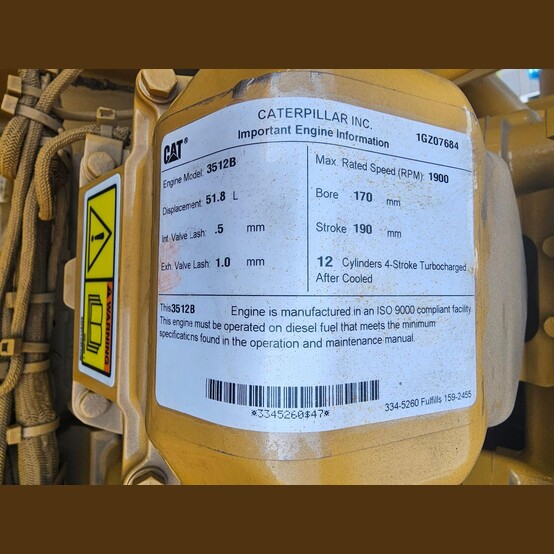 CATERPILLAR INC.
Important Engine Information
1GZ07684
CAT®
Engine Model: 3512B
Displacement: 51.8 L
Int. Valve Lash: .5 mm
Exh. Valve Lash: 1.0 mm
Max. Rated Speed (RPM): 1900
Bore 170 mm
Stroke 190 mm
12 Cylinders 4-Stroke Turbocharged
After Cooled
This3512B Engine is manufactured in an ISO 9000 compliant facility.
This engine must be operated on diesel fuel that meets the minimum
specifications found in the operation and maintenance manual.
*3345260$47*
334-5260 Fulfills 159-2455
WARNING